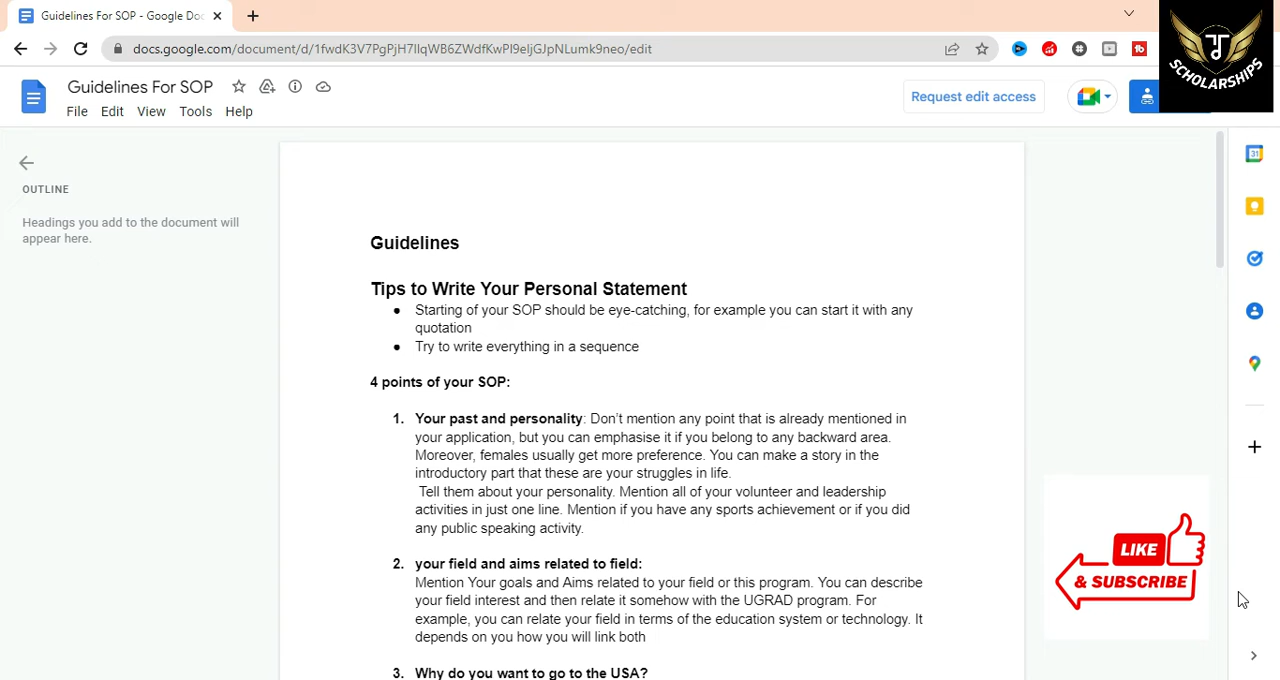 Guidelines For SOP - Google Doc
docs.google.com/document/d/1fwdK3V7PgPjH7IlqWB6ZWdfKwPl9eljGJpNLumk9neo/edit
Guidelines For SOP
File Edit View Tools Help
Request edit access
SCHOLARSHIPS
OUTLINE
Headings you add to the document will
appear here.
Guidelines
Tips to Write Your Personal Statement
● Starting of your SOP should be eye-catching, for example you can start it with any
quotation
● Try to write everything in a sequence
4 points of your SOP:
1. Your past and personality: Don’t mention any point that is already mentioned in
your application, but you can emphasise it if you belong to any backward area.
Moreover, females usually get more preference. You can make a story in the
introductory part that these are your struggles in life.
Tell them about your personality. Mention all of your volunteer and leadership
activities in just one line. Mention if you have any sports achievement or if you did
any public speaking activity.
2. your field and aims related to field:
Mention Your goals and Aims related to your field or this program. You can describe
your field interest and then relate it somehow with the UGRAD program. For
example, you can relate your field in terms of the education system or technology. It
depends on you how you will link both
3. Why do you want to go to the USA?
31
LIKE
& SUBSCRIBE